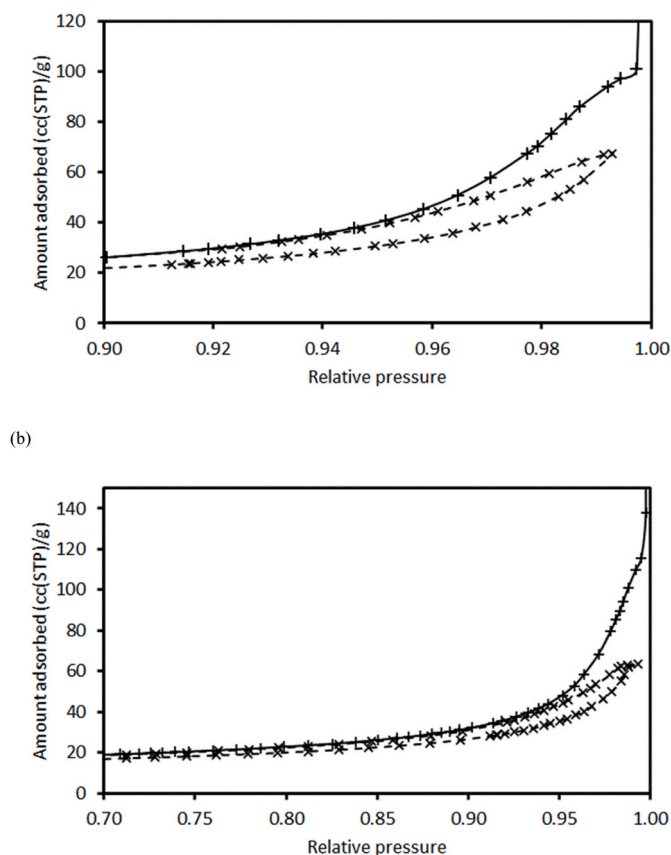 120
100
80
60
40
20
0
Amount adsorbed (cc(STP)/g)
0.90 0.92 0.94 0.96 0.98 1.00
Relative pressure
(b)
140
120
100
80
60
40
20
0
Amount adsorbed (cc(STP)/g)
0.70 0.75 0.80 0.85 0.90 0.95 1.00
Relative pressure